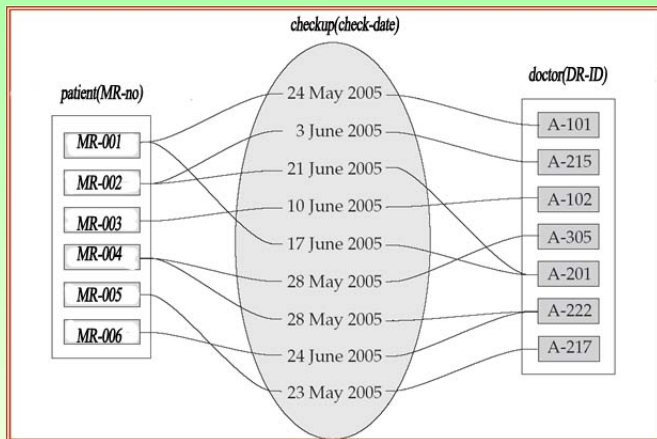 checkup(check-date)
patient(MR-no)
doctor(DR-ID)
MR-001
MR-002
MR-003
MR-004
MR-005
MR-006
24 May 2005
3 June 2005
21 June 2005
10 June 2005
17 June 2005
28 May 2005
28 May 2005
24 June 2005
23 May 2005
A-101
A-215
A-102
A-305
A-201
A-222
A-217